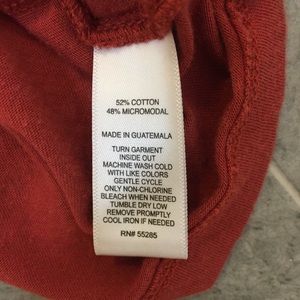 52% COTTON
48% MICROMODAL
MADE IN GUATEMALA
TURN GARMENT
INSIDE OUT
MACHINE WASH COLD
WITH LIKE COLORS
GENTLE CYCLE
ONLY NON-CHLORINE
BLEACH WHEN NEEDED
TUMBLE DRY LOW
REMOVE PROMPTLY
COOL IRON IF NEEDED
RN# 55285